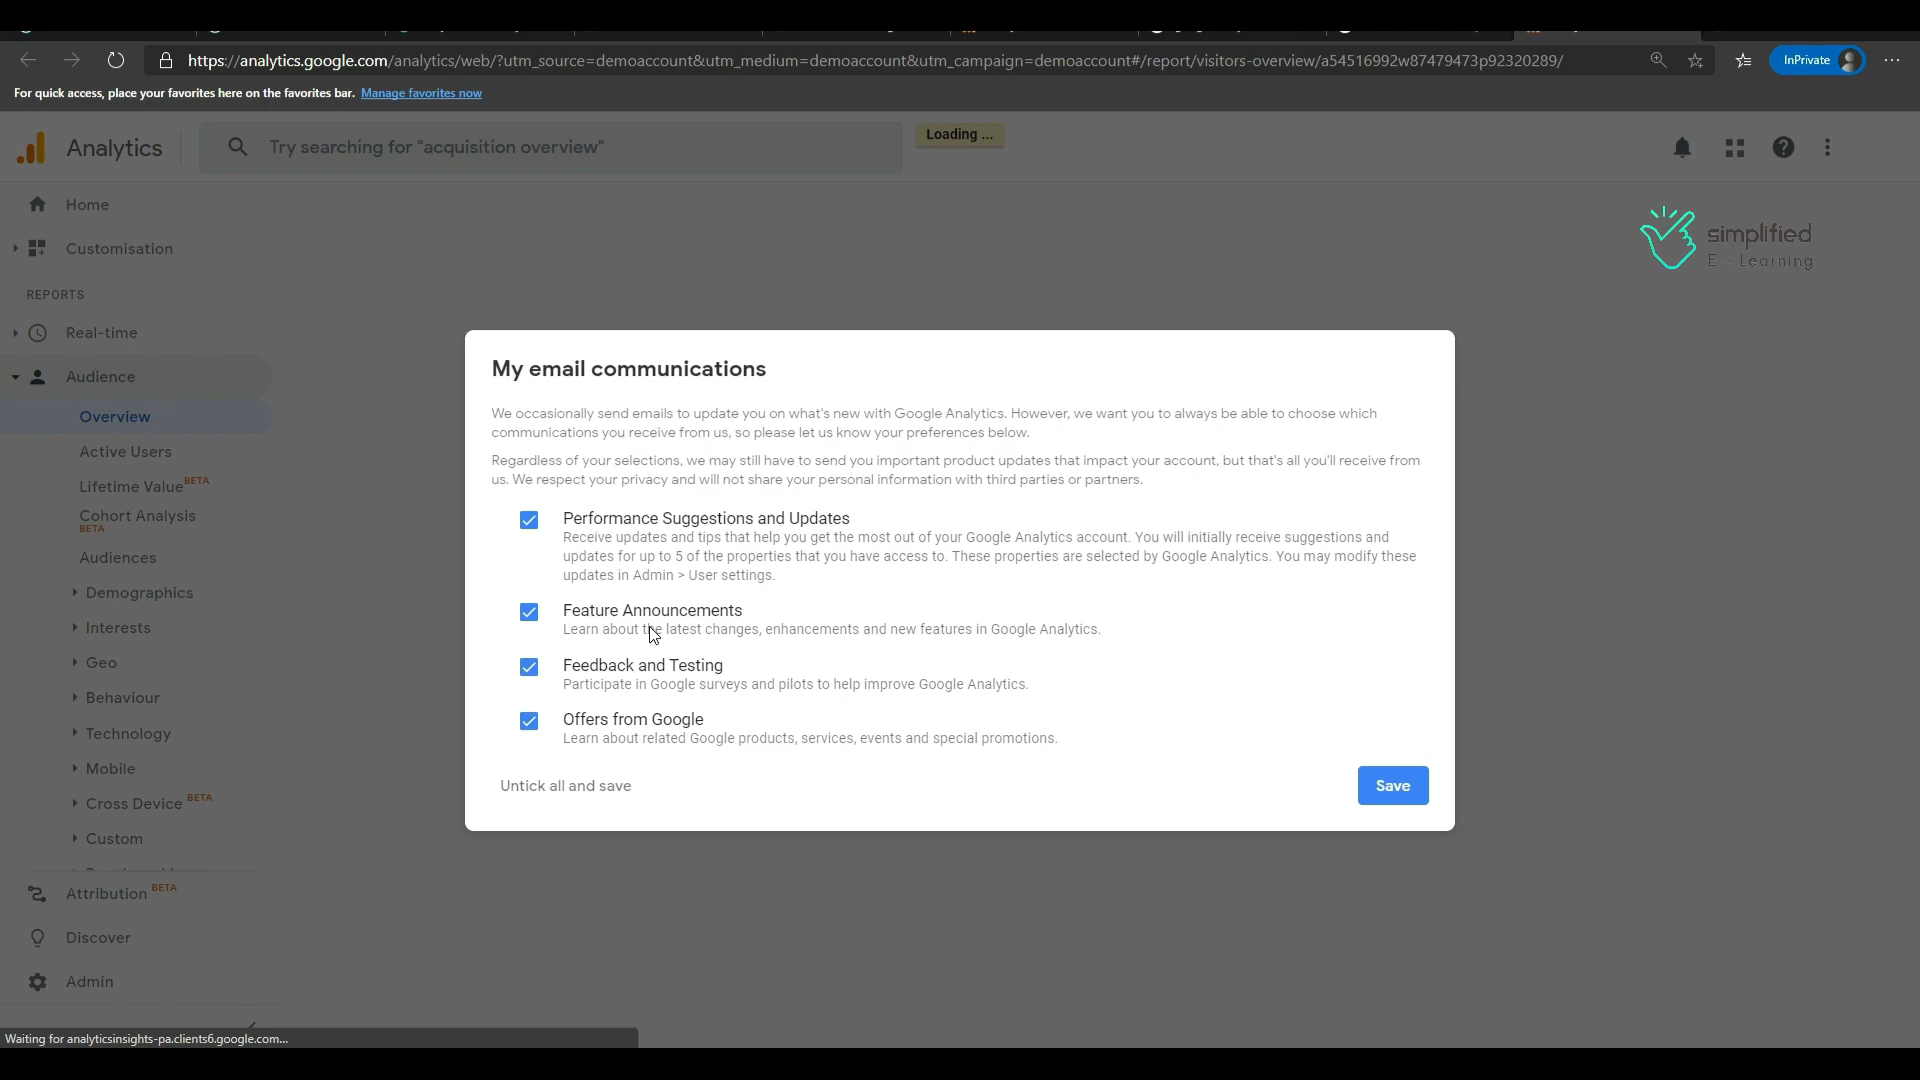 https://analytics.google.com/analytics/web/?utm_source=demoaccount&utm_medium=demoaccount&utm_campaign=demoaccount#/report/visitors-overview/a54516992w87479473p92320289/
InPrivate
For quick access, place your favorites here on the favorites bar. Manage favorites now
Analytics
Try searching for "acquisition overview"
Loading ...
Home
Customisation
simplified
E - Learning
REPORTS
Real-time
Audience
Overview
Active Users
Lifetime Value BETA
Cohort Analysis
BETA
Audiences
Demographics
Interests
Geo
Behaviour
Technology
Mobile
Cross Device BETA
Custom
Attribution BETA
Discover
Admin
My email communications
We occasionally send emails to update you on what's new with Google Analytics. However, we want you to always be able to choose which
communications you receive from us, so please let us know your preferences below.
Regardless of your selections, we may still have to send you important product updates that impact your account, but that's all you'll receive from
us. We respect your privacy and will not share your personal information with third parties or partners.
Performance Suggestions and Updates
Receive updates and tips that help you get the most out of your Google Analytics account. You will initially receive suggestions and
updates for up to 5 of the properties that you have access to. These properties are selected by Google Analytics. You may modify these
updates in Admin > User settings.
Feature Announcements
Learn about the latest changes, enhancements and new features in Google Analytics.
Feedback and Testing
Participate in Google surveys and pilots to help improve Google Analytics.
Offers from Google
Learn about related Google products, services, events and special promotions.
Untick all and save
Save
Waiting for analyticsinsights-pa.clients6.google.com...